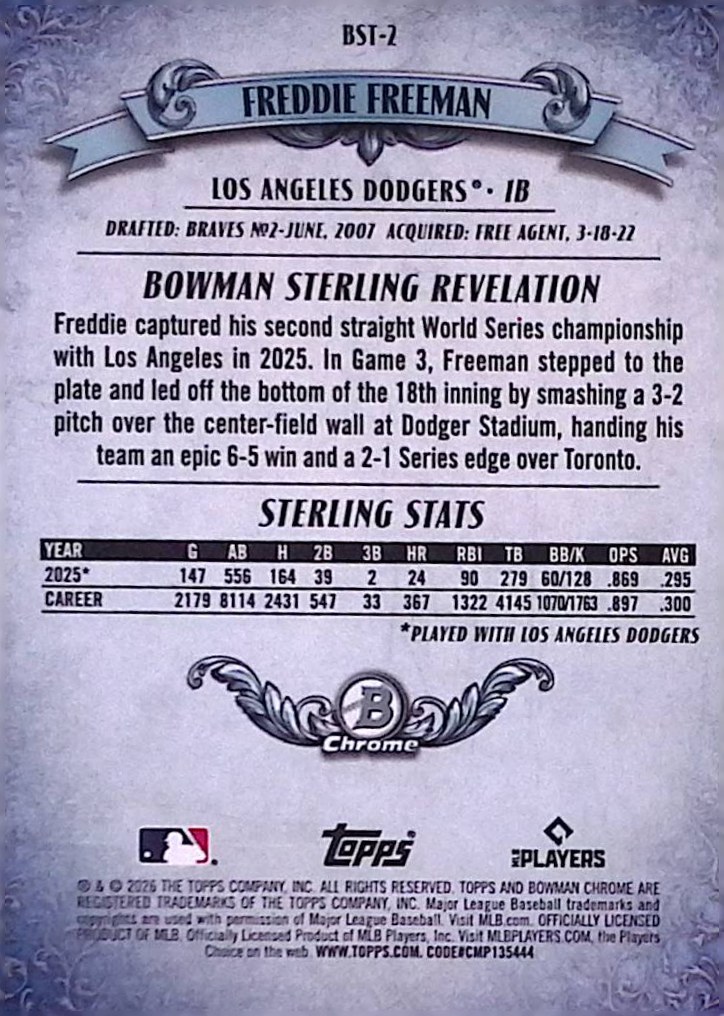 BST-2
FREDDIE FREEMAN
LOS ANGELES DODGERS® · 1B
DRAFTED: BRAVES Nº2-JUNE, 2007 ACQUIRED: FREE AGENT, 3-18-22
BOWMAN STERLING REVELATION
Freddie captured his second straight World Series championship
with Los Angeles in 2025. In Game 3, Freeman stepped to the
plate and led off the bottom of the 18th inning by smashing a 3-2
pitch over the center-field wall at Dodger Stadium, handing his
team an epic 6-5 win and a 2-1 Series edge over Toronto.
STERLING STATS
YEAR G AB H 2B 3B HR RBI TB BB/K OPS AVG
2025* 147 556 164 39 2 24 90 279 60/128 .869 .295
CAREER 2179 8114 2431 547 33 367 1322 4145 1070/1763 .897 .300
*PLAYED WITH LOS ANGELES DODGERS
B
Chrome
Topps®
MLB PLAYERS
® & © 2026 THE TOPPS COMPANY, INC. ALL RIGHTS RESERVED. TOPPS AND BOWMAN CHROME ARE
REGISTERED TRADEMARKS OF THE TOPPS COMPANY, INC. Major League Baseball trademarks and
copyrights are used with permission of Major League Baseball. Visit MLB.com. OFFICIALLY LICENSED
PRODUCT OF MLB. Officially Licensed Product of MLB Players, Inc. Visit MLBPLAYERS.COM, the Players
Choice on the web. WWW.TOPPS.COM. CODE#CMP135444